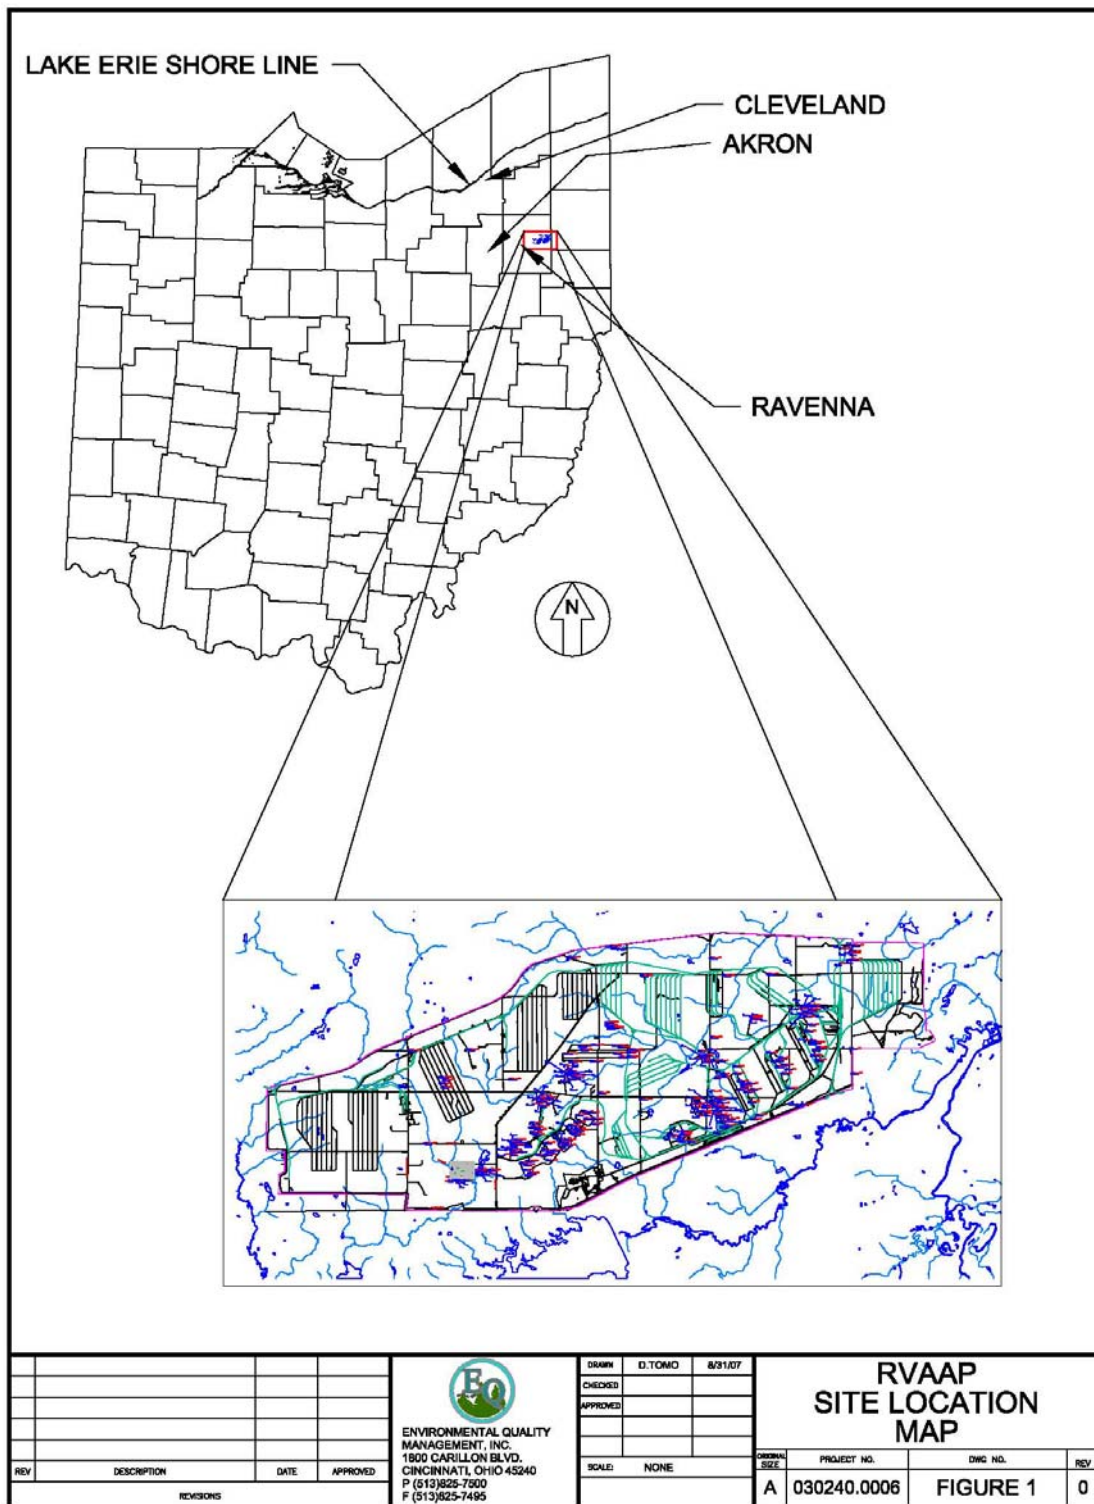 LAKE ERIE SHORE LINE
CLEVELAND
AKRON
RAVENNA
N
REV DESCRIPTION DATE APPROVED
REVISIONS
EQ
ENVIRONMENTAL QUALITY
MANAGEMENT, INC.
1800 CARILLON BLVD.
CINCINNATI, OHIO 45240
P (513)825-7500
F (513)825-7495
DRAWN D.TOMO 8/31/07
CHECKED
APPROVED
SCALE: NONE
RVAAP
SITE LOCATION
MAP
ORIGINAL
SIZE
A
PROJECT NO.
030240.0006
DWG NO.
FIGURE 1
REV
0